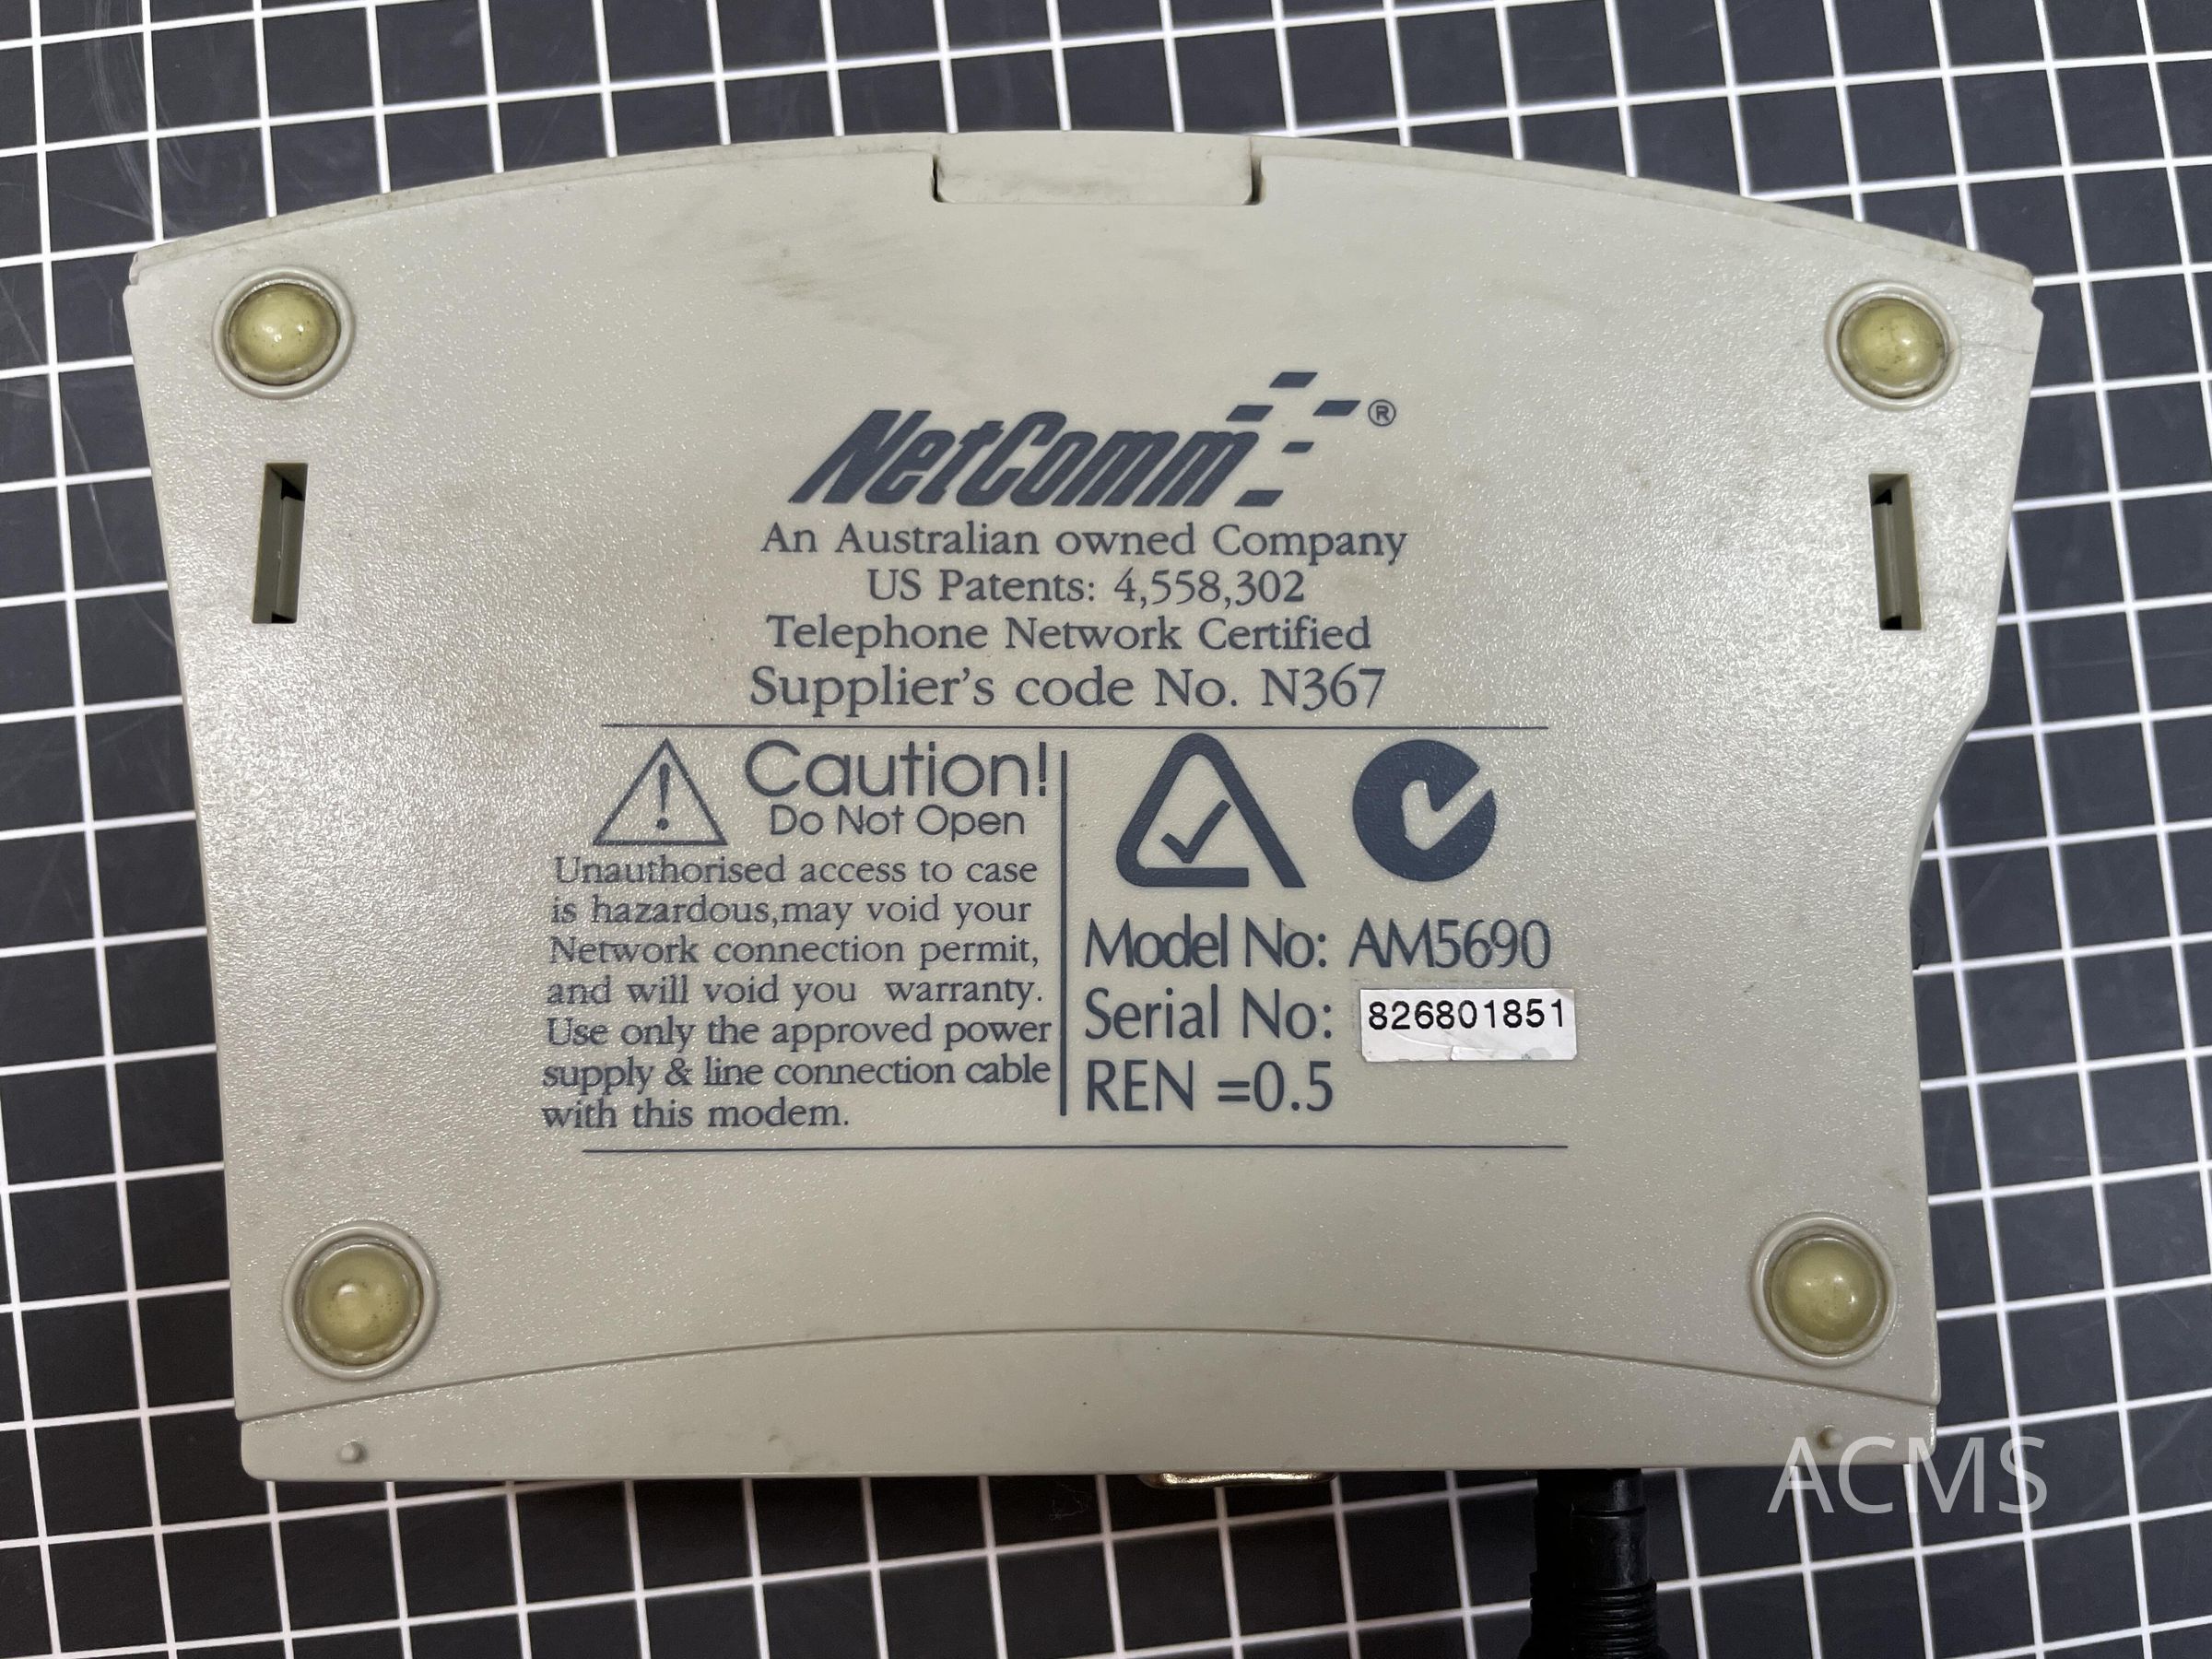 NetComm ®
An Australian owned Company
US Patents: 4,558,302
Telephone Network Certified
Supplier's code No. N367
Caution!
Do Not Open
Unauthorised access to case
is hazardous,may void your
Network connection permit,
and will void you warranty.
Use only the approved power
supply & line connection cable
with this modem.
Model No: AM5690
Serial No: 826801851
REN =0.5
ACMS